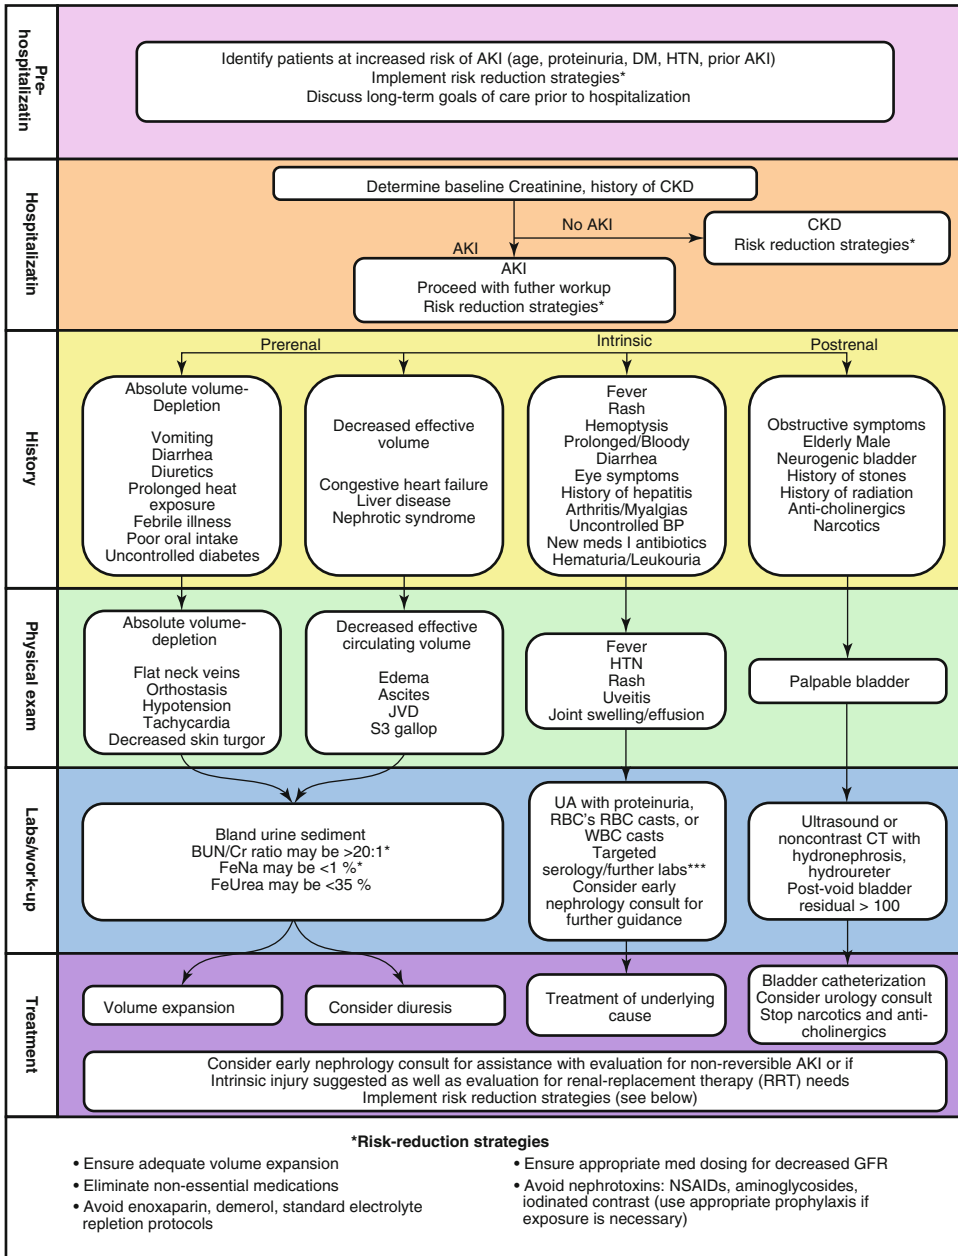 Pre-
hospitalizatin
Identify patients at increased risk of AKI (age, proteinuria, DM, HTN, prior AKI)
Implement risk reduction strategies*
Discuss long-term goals of care prior to hospitalization
Hospitalizatin
Determine baseline Creatinine, history of CKD
No AKI
CKD
Risk reduction strategies*
AKI
AKI
Proceed with futher workup
Risk reduction strategies*
History
Prerenal
Intrinsic
Postrenal
Absolute volume-
Depletion
Vomiting
Diarrhea
Diuretics
Prolonged heat
exposure
Febrile illness
Poor oral intake
Uncontrolled diabetes
Decreased effective
volume
Congestive heart failure
Liver disease
Nephrotic syndrome
Fever
Rash
Hemoptysis
Prolonged/Bloody
Diarrhea
Eye symptoms
History of hepatitis
Arthritis/Myalgias
Uncontrolled BP
New meds I antibiotics
Hematuria/Leukouria
Obstructive symptoms
Elderly Male
Neurogenic bladder
History of stones
History of radiation
Anti-cholinergics
Narcotics
Physical exam
Absolute volume-
depletion
Flat neck veins
Orthostasis
Hypotension
Tachycardia
Decreased skin turgor
Decreased effective
circulating volume
Edema
Ascites
JVD
S3 gallop
Fever
HTN
Rash
Uveitis
Joint swelling/effusion
Palpable bladder
Labs/work-up
Bland urine sediment
BUN/Cr ratio may be >20:1*
FeNa may be <1 %*
FeUrea may be <35 %
UA with proteinuria,
RBC's RBC casts, or
WBC casts
Targeted
serology/further labs***
Consider early
nephrology consult for
further guidance
Ultrasound or
noncontrast CT with
hydronephrosis,
hydroureter
Post-void bladder
residual > 100
Treatment
Volume expansion
Consider diuresis
Treatment of underlying
cause
Bladder catheterization
Consider urology consult
Stop narcotics and anti-
cholinergics
Consider early nephrology consult for assistance with evaluation for non-reversible AKI or if
Intrinsic injury suggested as well as evaluation for renal-replacement therapy (RRT) needs
Implement risk reduction strategies (see below)
*Risk-reduction strategies
• Ensure adequate volume expansion
• Eliminate non-essential medications
• Avoid enoxaparin, demerol, standard electrolyte
repletion protocols
• Ensure appropriate med dosing for decreased GFR
• Avoid nephrotoxins: NSAIDs, aminoglycosides,
iodinated contrast (use appropriate prophylaxis if
exposure is necessary)